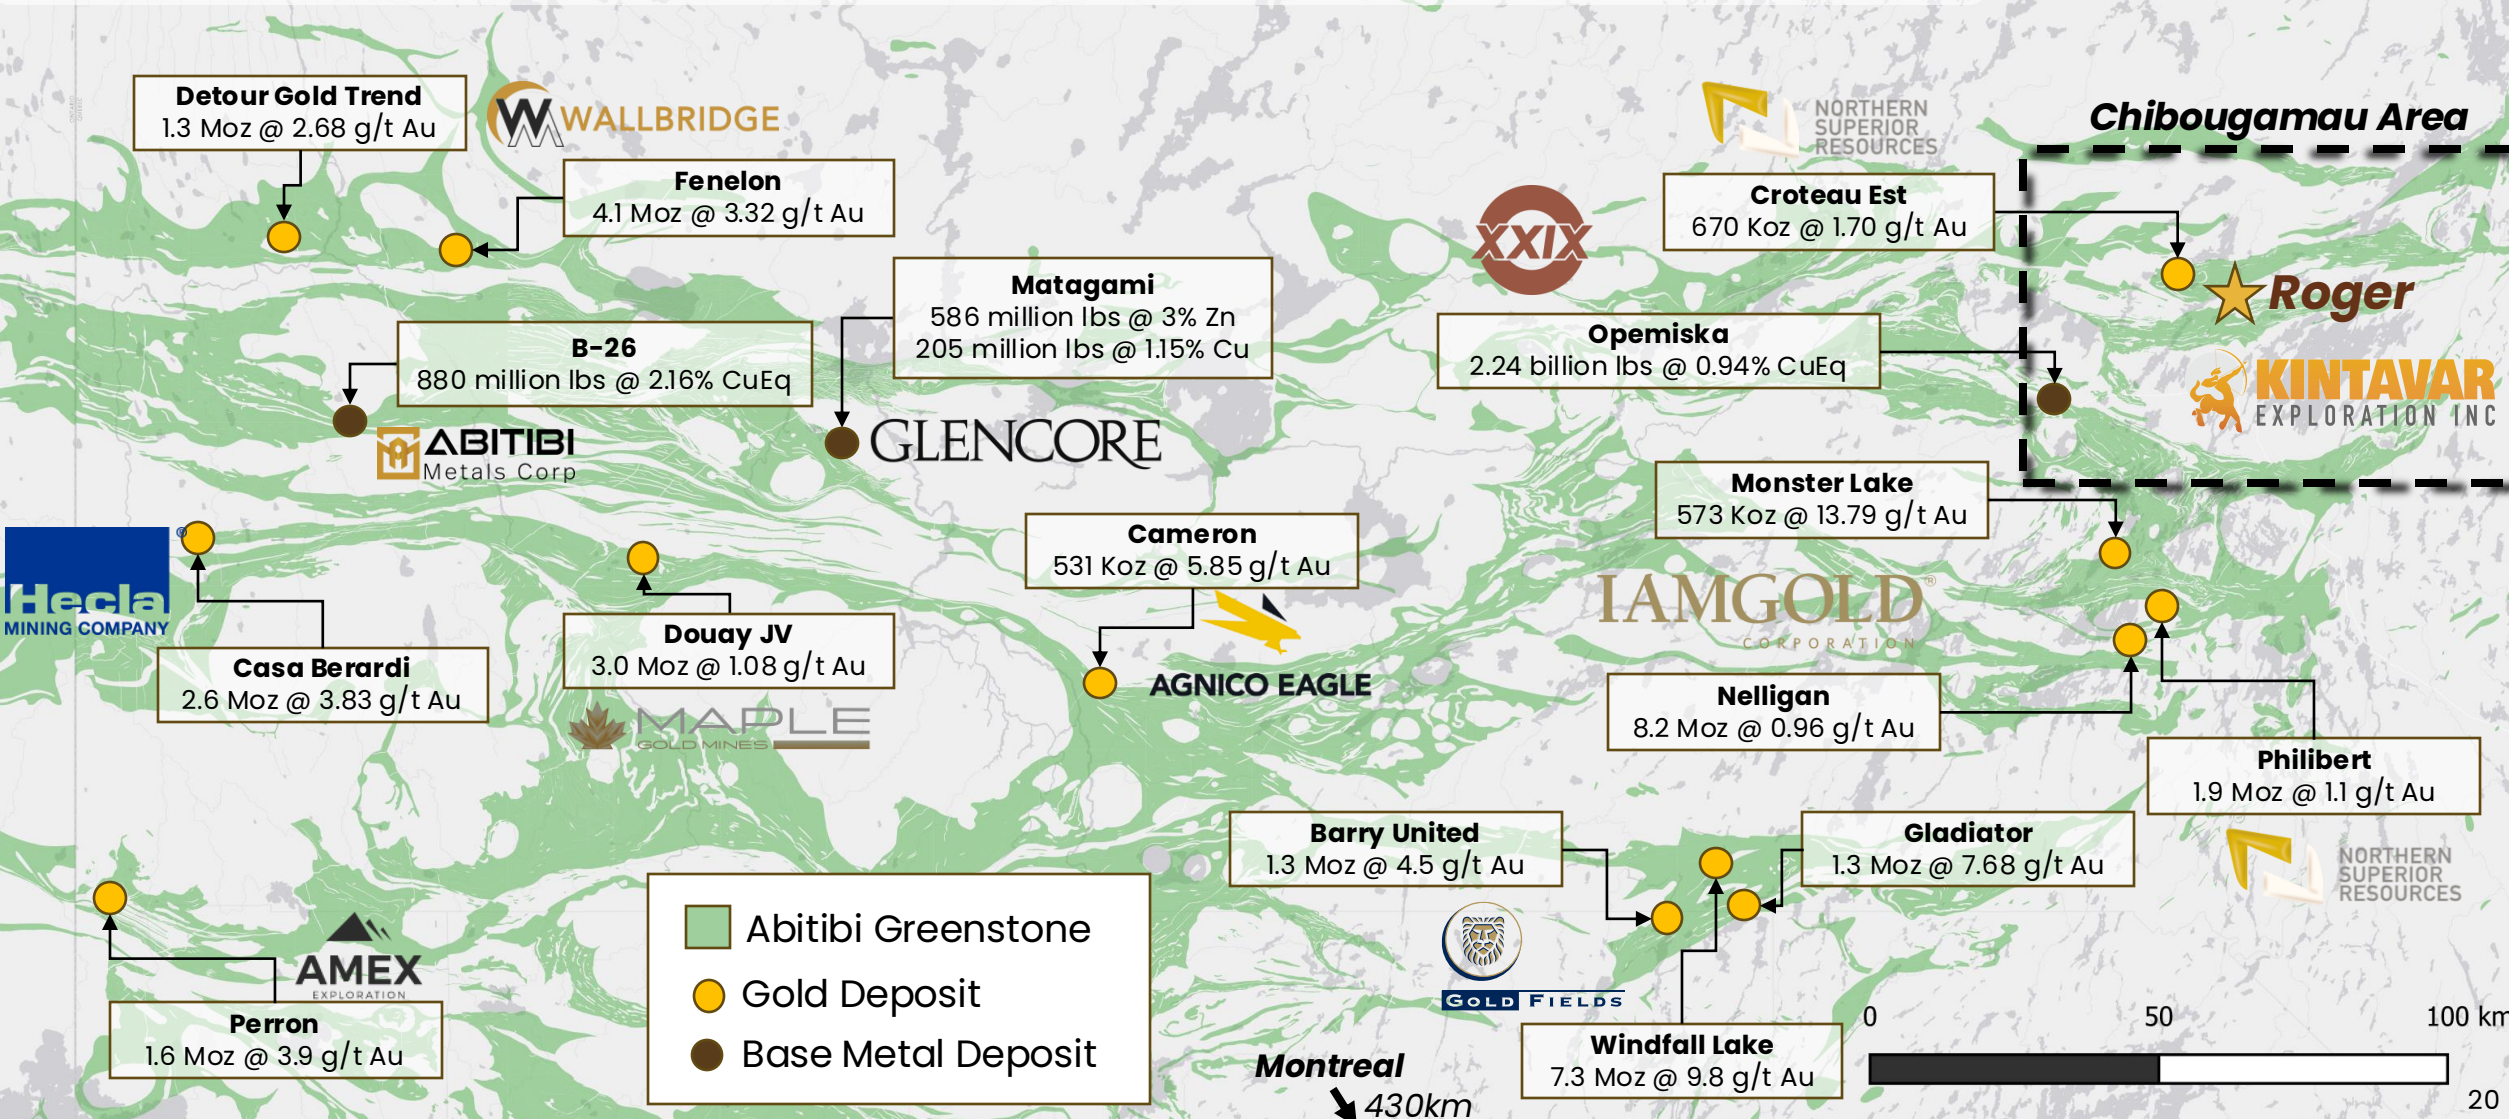 Detour Gold Trend
1.3 Moz @ 2.68 g/t Au
WALLBRIDGE
Fenelon
4.1 Moz @ 3.32 g/t Au
NORTHERN
SUPERIOR
RESOURCES
Chibougamau Area
Croteau Est
670 Koz @ 1.70 g/t Au
XXIX
Matagami
586 million lbs @ 3% Zn
205 million lbs @ 1.15% Cu
Roger
B-26
880 million lbs @ 2.16% CuEq
Opemiska
2.24 billion lbs @ 0.94% CuEq
KINTAVAR
EXPLORATION INC
ABITIBI
Metals Corp
GLENCORE
Monster Lake
573 Koz @ 13.79 g/t Au
Cameron
531 Koz @ 5.85 g/t Au
Hecla
MINING COMPANY
®
IAMGOLD®
CORPORATION
Douay JV
3.0 Moz @ 1.08 g/t Au
Casa Berardi
2.6 Moz @ 3.83 g/t Au
AGNICO EAGLE
Nelligan
8.2 Moz @ 0.96 g/t Au
MAPLE
GOLD MINES
Philibert
1.9 Moz @ 1.1 g/t Au
Barry United
1.3 Moz @ 4.5 g/t Au
Gladiator
1.3 Moz @ 7.68 g/t Au
NORTHERN
SUPERIOR
RESOURCES
Abitibi Greenstone
Gold Deposit
Base Metal Deposit
AMEX
EXPLORATION
GOLD FIELDS
Perron
1.6 Moz @ 3.9 g/t Au
0 50 100 km
Windfall Lake
7.3 Moz @ 9.8 g/t Au
Montreal
430km
20